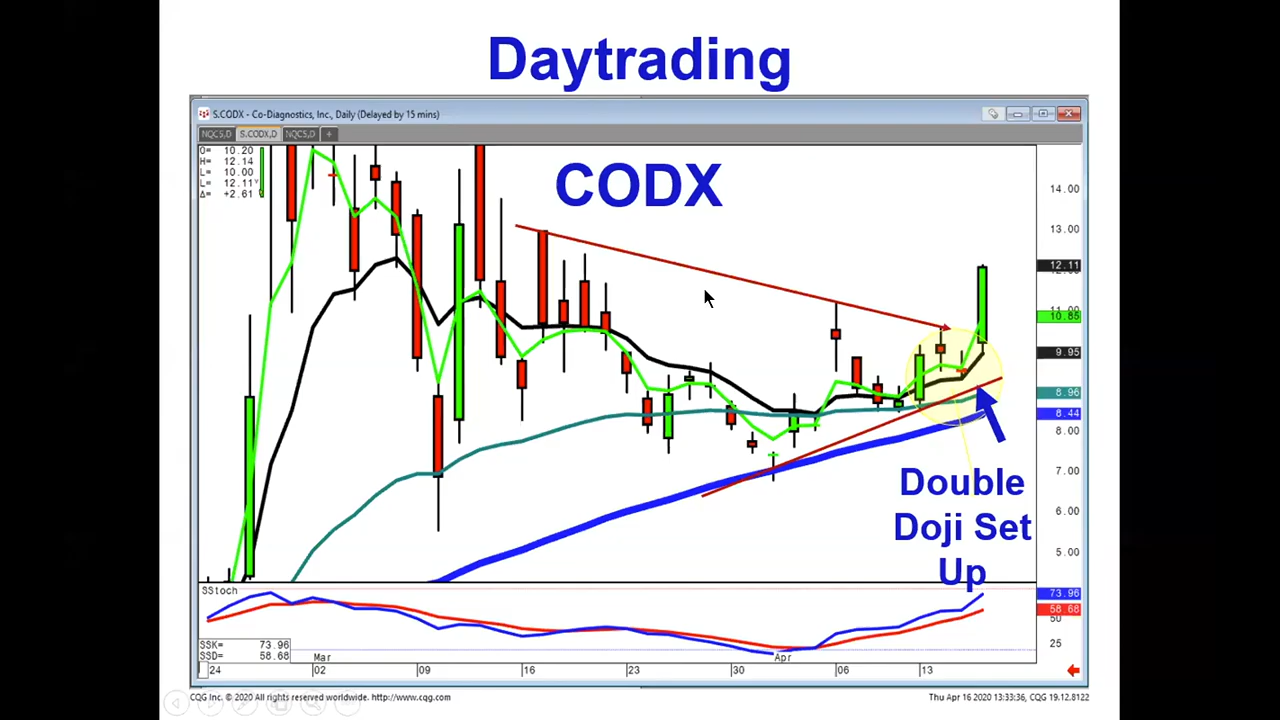 Daytrading
S.CODX - Co-Diagnostics, Inc., Daily (Delayed by 15 mins)
NQC5,D S.CODX,D NQC5,D +
O= 10.20
H= 12.14
L= 10.00
L= 12.11
Δ= +2.61
CODX
14.00
13.00
12.11
10.85
9.95
8.96
8.44
8.00
7.00
6.00
5.00
Double
Doji Set
Up
SStoch
73.96
58.68
50
25
SSK= 73.96
SSD= 58.68
Mar
Apr
24 02 09 16 23 30 06 13
CQG Inc. © 2020 All rights reserved worldwide. http://www.cqg.com
Thu Apr 16 2020 13:33:36, CQG 19.12.8122